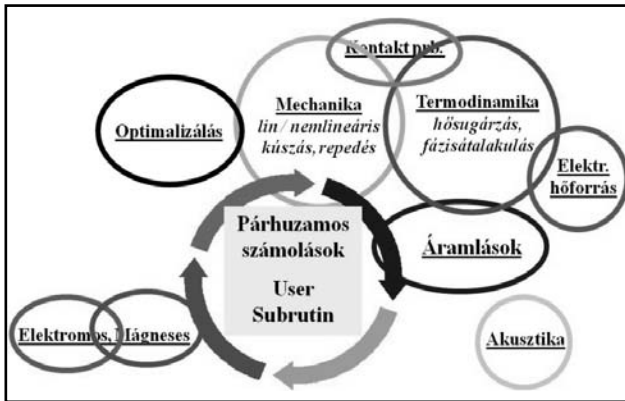 Kontakt prb.
Mechanika
lin / nemlineáris
kúszás, repedés
Termodinamika
hősugárzás,
fázisátalakulás
Optimalizálás
Elektr.
hőforrás
Párhuzamos
számolások
User
Subrutin
Áramlások
Elektromos, Mágneses
Akusztika